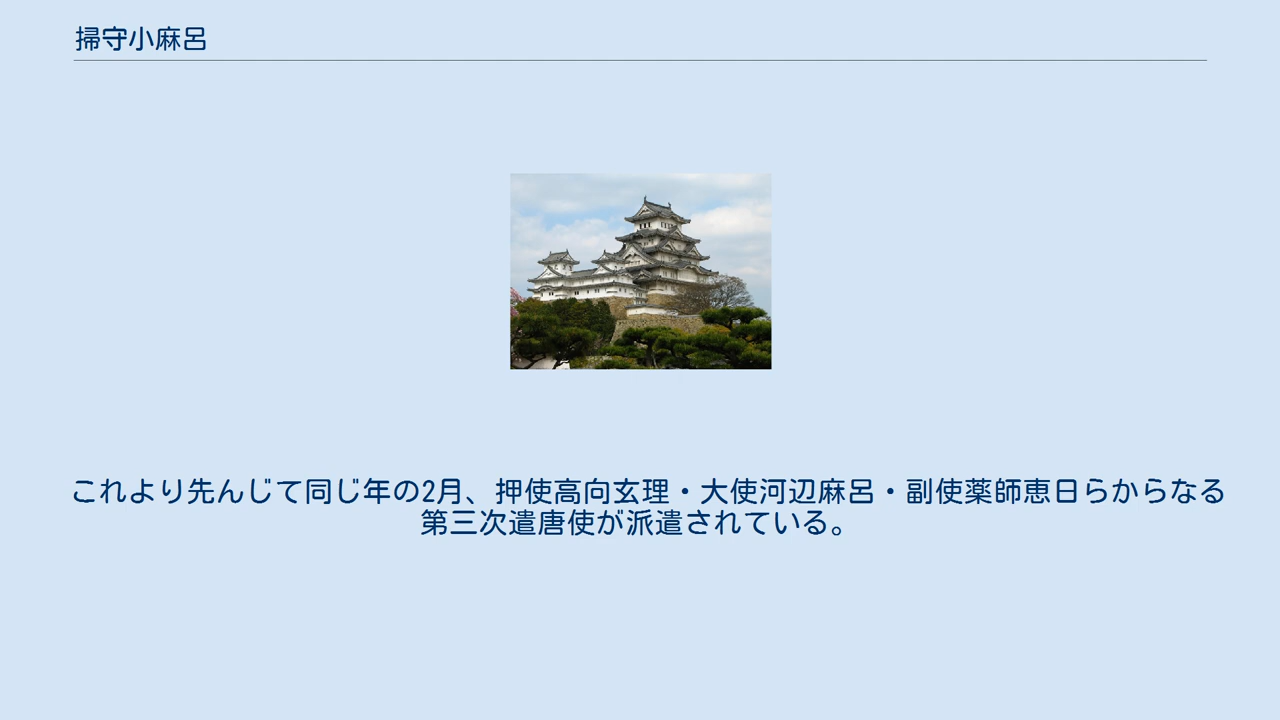 掃守小麻呂
これより先んじて同じ年の2月、押使高向玄理・大使河辺麻呂・副使薬師恵日らからなる
第三次遣唐使が派遣されている。